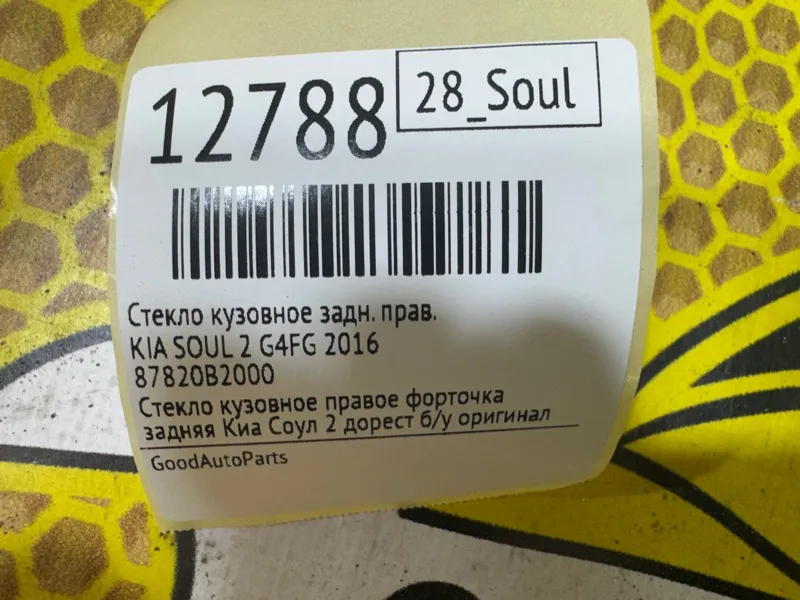 12788
28_Soul
Стекло кузовное задн. прав.
KIA SOUL 2 G4FG 2016
87820B2000
Стекло кузовное правое форточка
задняя Киа Соул 2 дорест б/у оригинал
GoodAutoParts